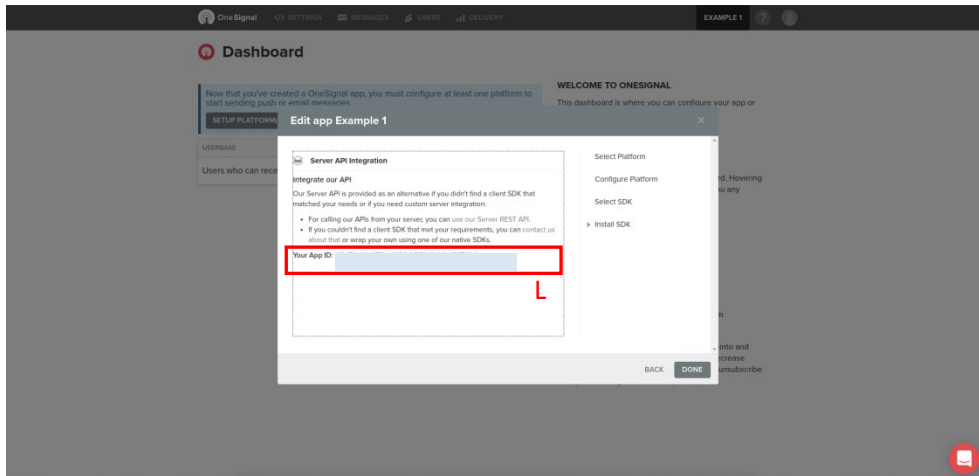 OneSignal </> SETTINGS MESSAGES USERS DELIVERY EXAMPLE 1 ?
Dashboard
Now that you've created a OneSignal app, you must configure at least one platform to
start sending push or email messages.
SETUP PLATFORM
USERBASE
Users who can rece
WELCOME TO ONESIGNAL
This dashboard is where you can configure your app or
rd. Hovering
ou any
m
into and
ecrease
unsubscribe
Edit app Example 1 ×
Server API Integration
Integrate our API
Our Server API is provided as an alternative if you didn't find a client SDK that
matched your needs or if you need custom server integration:
• For calling our APIs from your server, you can use our Server REST API.
• If you couldn't find a client SDK that met your requirements, you can contact us
about that or wrap your own using one of our native SDKs.
Your App ID:
L
Select Platform
Configure Platform
Select SDK
» Install SDK
BACK DONE